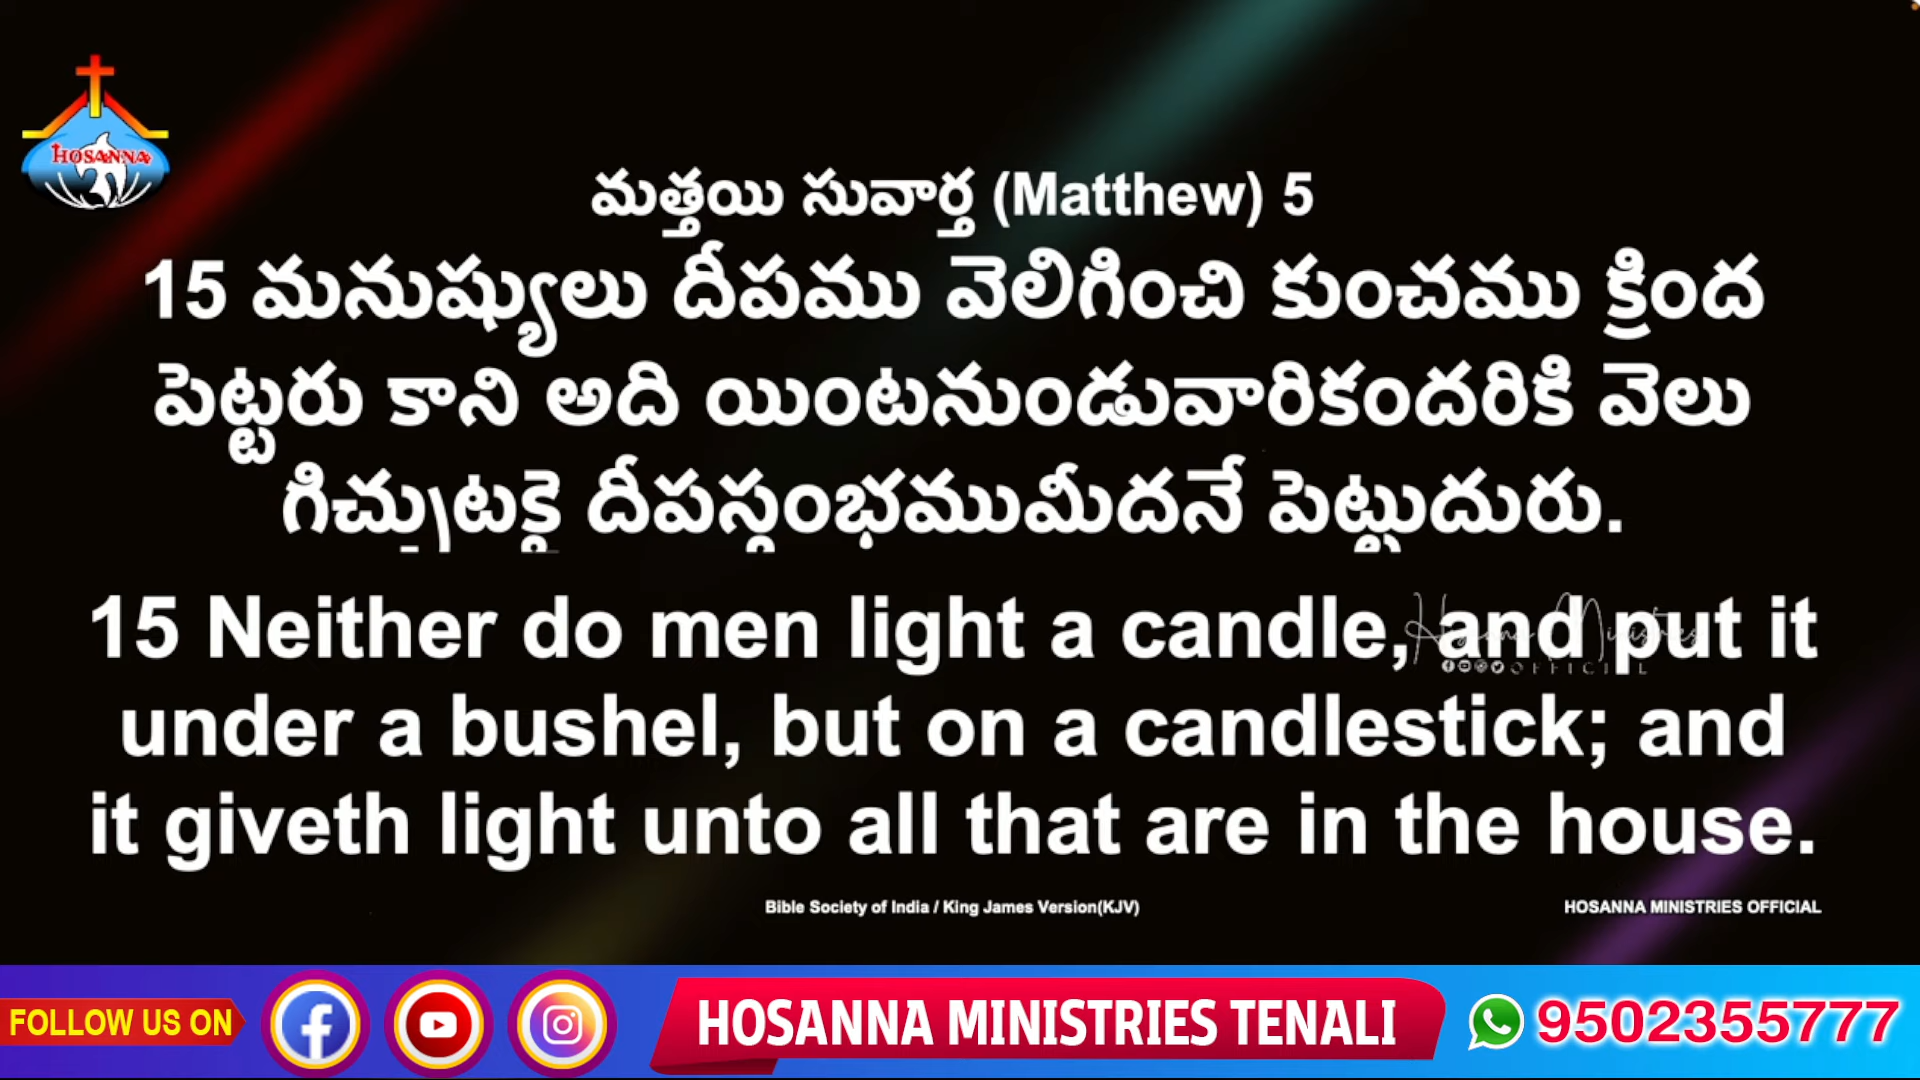 HOSANNA
మత్తయి సువార్త (Matthew) 5
15 మనుష్యులు దీపము వెలిగించి కుంచము క్రింద
పెట్టరు కాని అది యింటనుండువారికందరికి వెలు
గిచ్చుటకై దీపస్తంభముమీదనే పెట్టుదురు.
15 Neither do men light a candle, and put it
under a bushel, but on a candlestick; and
it giveth light unto all that are in the house.
Hosanna Ministries
OFFICIAL
Bible Society of India / King James Version(KJV)
HOSANNA MINISTRIES OFFICIAL
FOLLOW US ON
HOSANNA MINISTRIES TENALI
9502355777